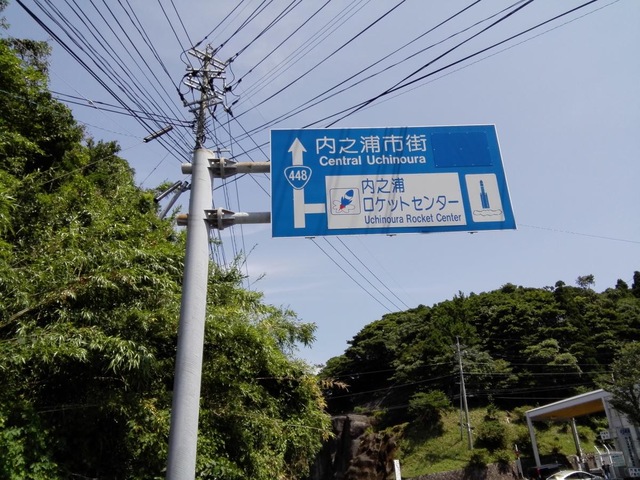 内之浦市街
Central Uchinoura
448
内之浦
ロケットセンター
Uchinoura Rocket Center